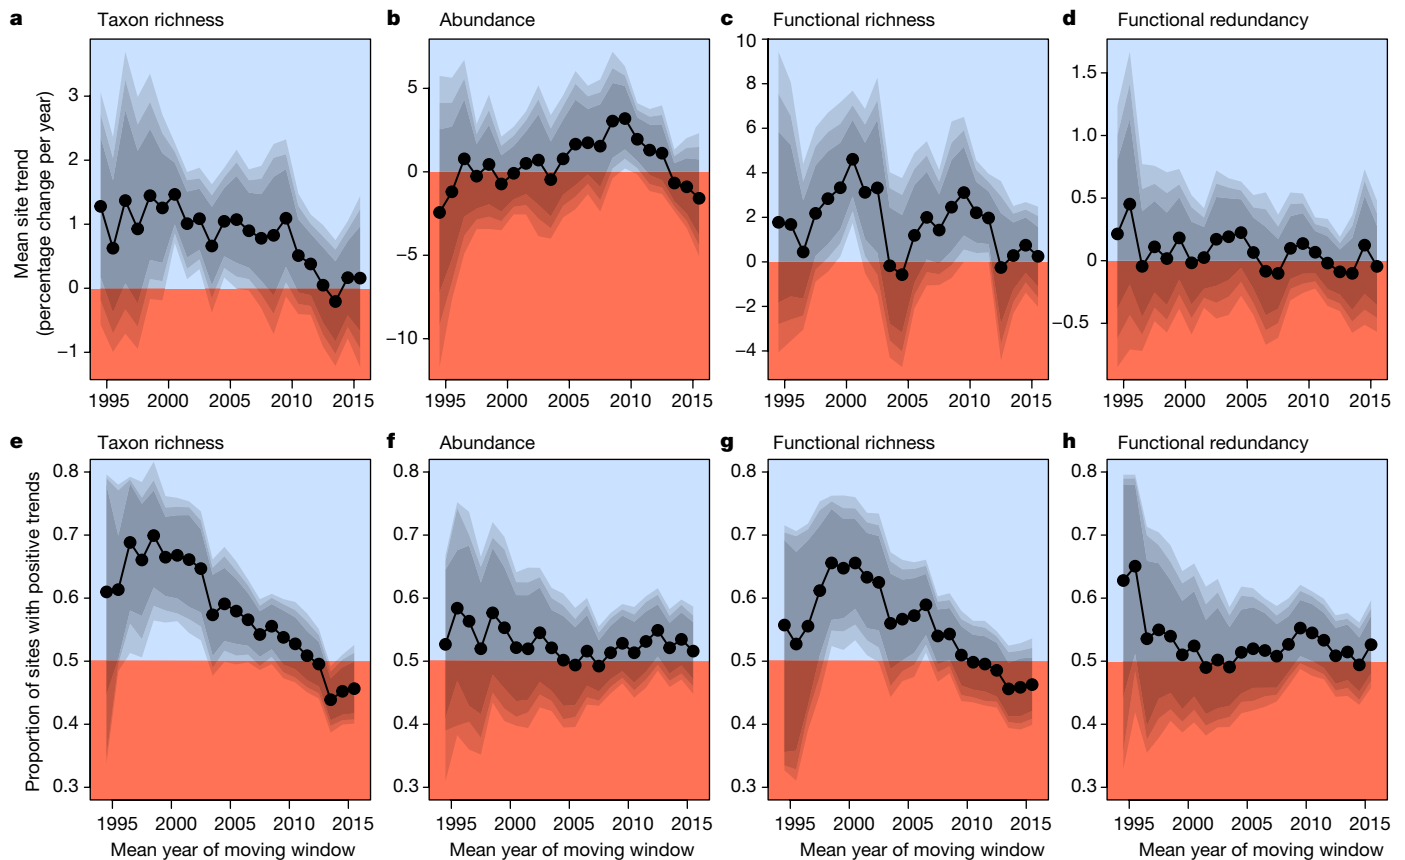 a Taxon richness
b Abundance
c Functional richness
d Functional redundancy
Mean site trend
(percentage change per year)
3
2
1
0
−1
1995 2000 2005 2010 2015
5
0
−5
−10
1995 2000 2005 2010 2015
10
8
6
4
2
0
−2
−4
1995 2000 2005 2010 2015
1.5
1.0
0.5
0
−0.5
1995 2000 2005 2010 2015
e Taxon richness
f Abundance
g Functional richness
h Functional redundancy
Proportion of sites with positive trends
0.8
0.7
0.6
0.5
0.4
0.3
1995 2000 2005 2010 2015
Mean year of moving window
0.8
0.7
0.6
0.5
0.4
0.3
1995 2000 2005 2010 2015
Mean year of moving window
0.8
0.7
0.6
0.5
0.4
0.3
1995 2000 2005 2010 2015
Mean year of moving window
0.8
0.7
0.6
0.5
0.4
0.3
1995 2000 2005 2010 2015
Mean year of moving window